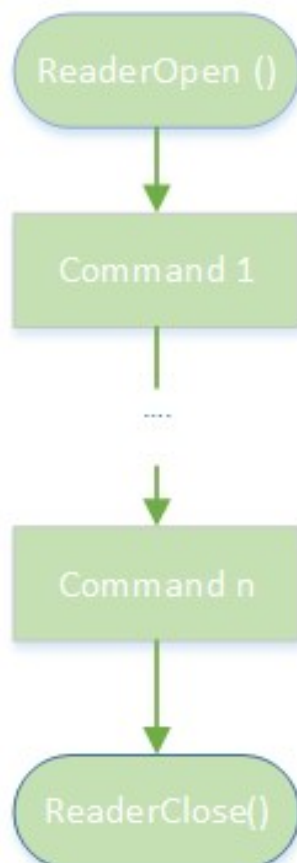 ReaderOpen ()
Command 1
....
Command n
ReaderClose()